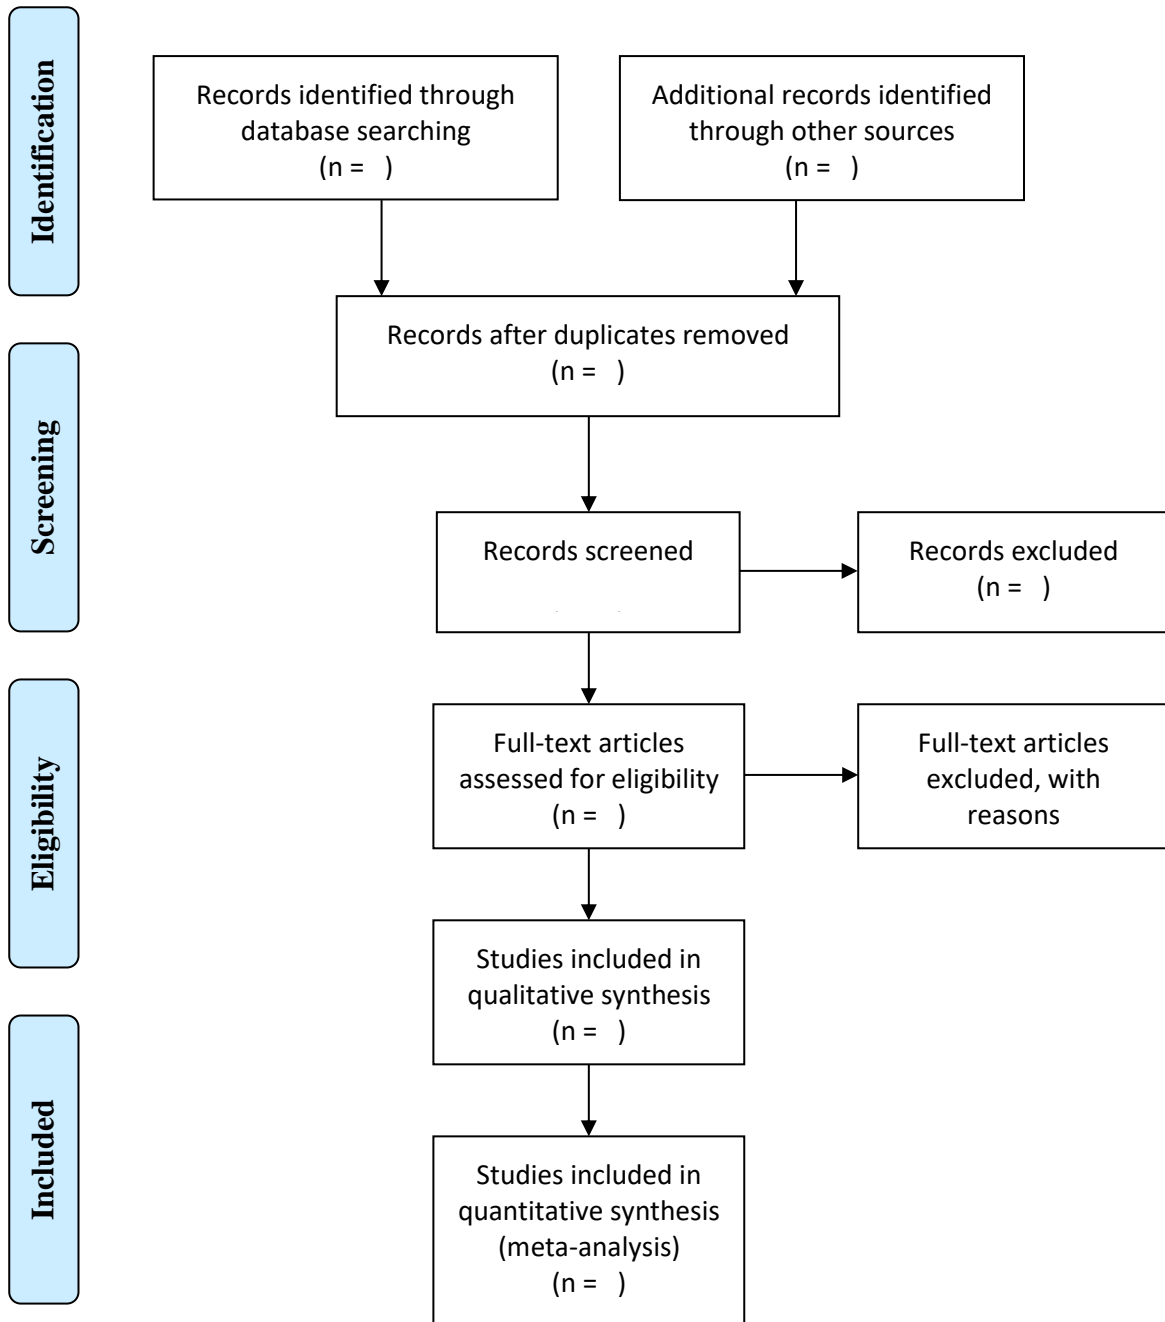 Identification
Records identified through
database searching
(n =   )
Additional records identified
through other sources
(n =   )
Records after duplicates removed
(n =   )
Screening
Records screened
Records excluded
(n =   )
Eligibility
Full-text articles
assessed for eligibility
(n =   )
Full-text articles
excluded, with
reasons
Studies included in
qualitative synthesis
(n =   )
Included
Studies included in
quantitative synthesis
(meta-analysis)
(n =   )